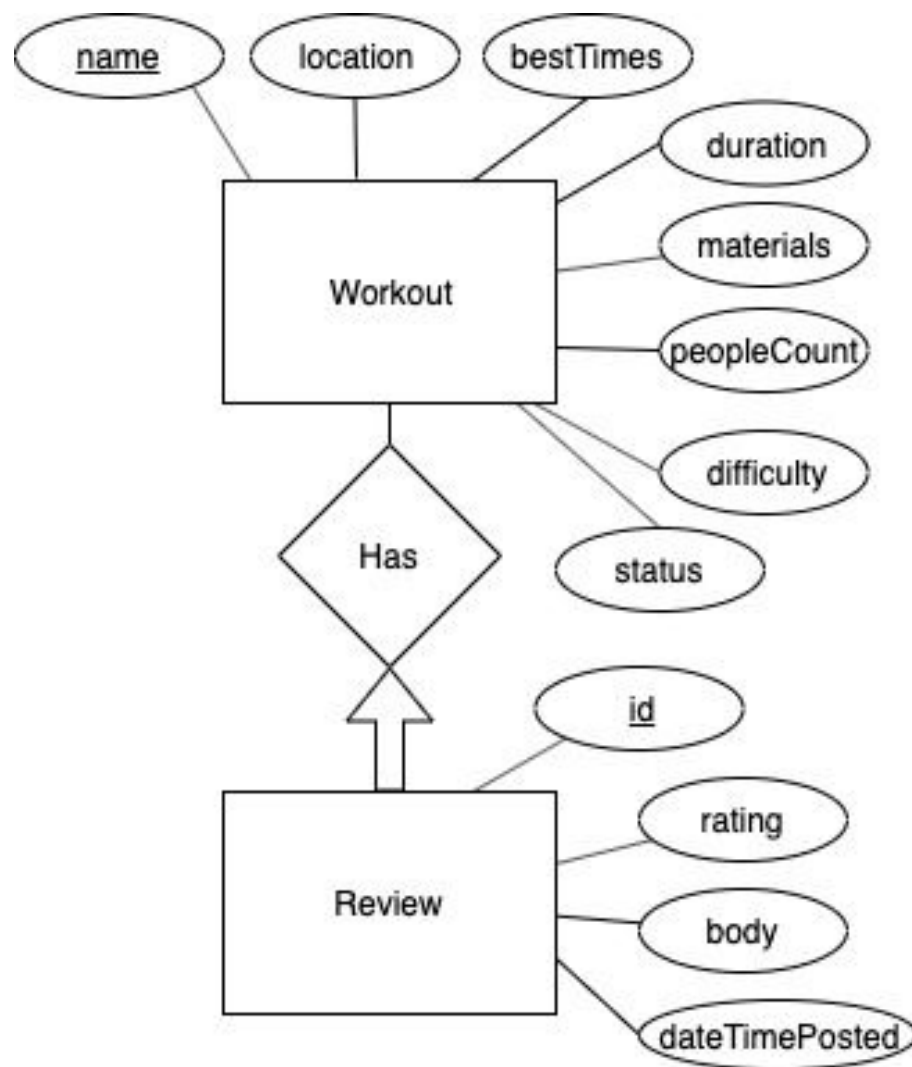 name
location
bestTimes
duration
materials
Workout
peopleCount
difficulty
Has
status
id
rating
Review
body
dateTimePosted